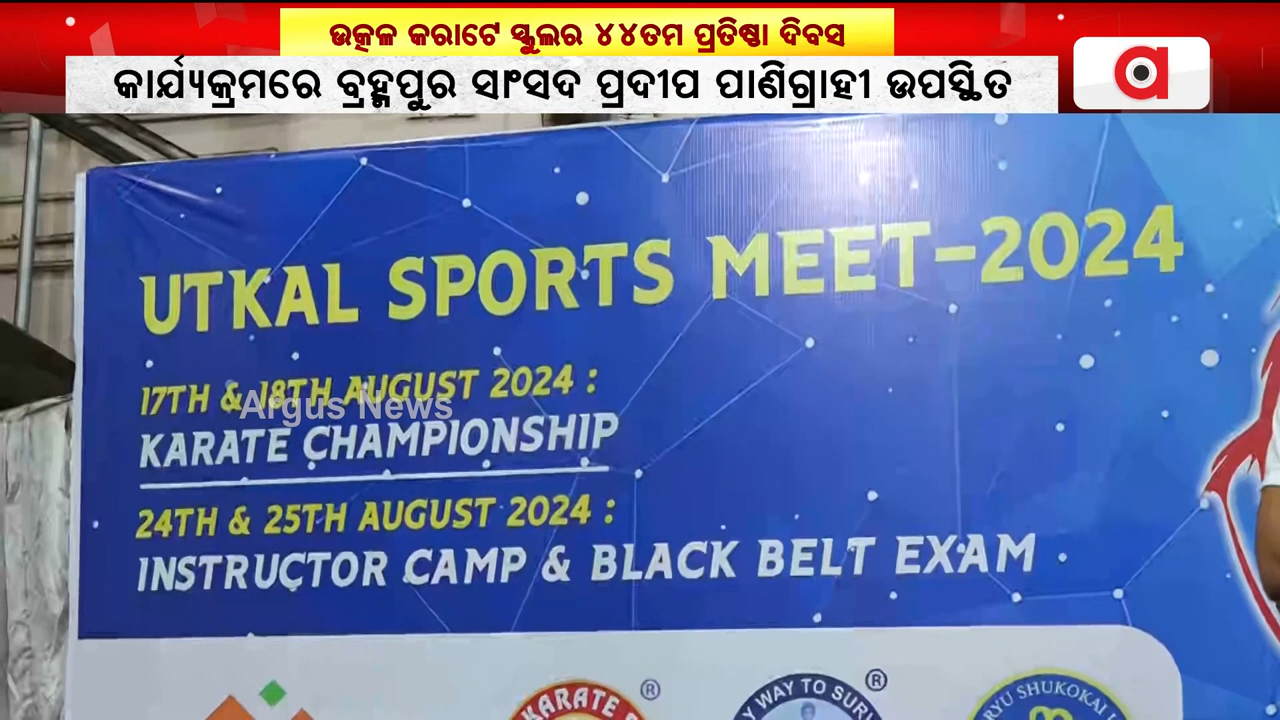 ଉତ୍କଳ କରାଟେ ସ୍କୁଲର ୪୪ତମ ପ୍ରତିଷ୍ଠା ଦିବସ
କାର୍ଯ୍ୟକ୍ରମରେ ବ୍ରହ୍ମପୁର ସାଂସଦ ପ୍ରଦୀପ ପାଣିଗ୍ରାହୀ ଉପସ୍ଥିତ
a
UTKAL SPORTS MEET-2024
17TH & 18TH AUGUST 2024 :
Argus News
KARATE CHAMPIONSHIP
24TH & 25TH AUGUST 2024 :
INSTRUCTOR CAMP & BLACK BELT EXAM
KARATE
®
WAY TO
®
RYU SHUKOKAI